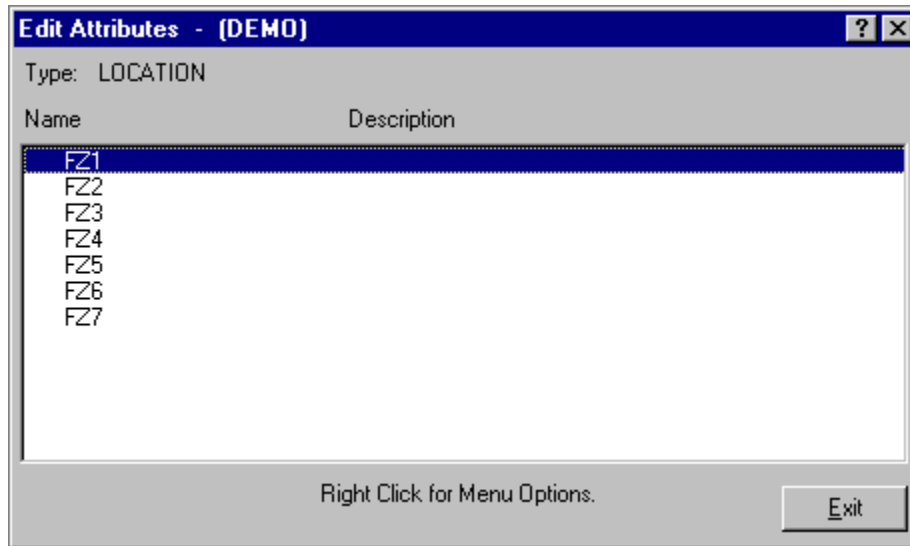 Edit Attributes - (DEMO)
Type: LOCATION
Name Description
FZ1
FZ2
FZ3
FZ4
FZ5
FZ6
FZ7
Right Click for Menu Options.
Exit